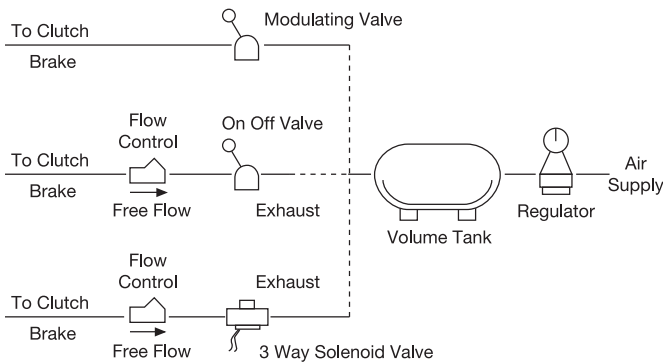 To Clutch
Brake
Modulating Valve
Flow
Control
On Off Valve
To Clutch
Brake
Free Flow
Exhaust
Volume Tank
Regulator
Air
Supply
Flow
Control
Exhaust
To Clutch
Brake
Free Flow
3 Way Solenoid Valve